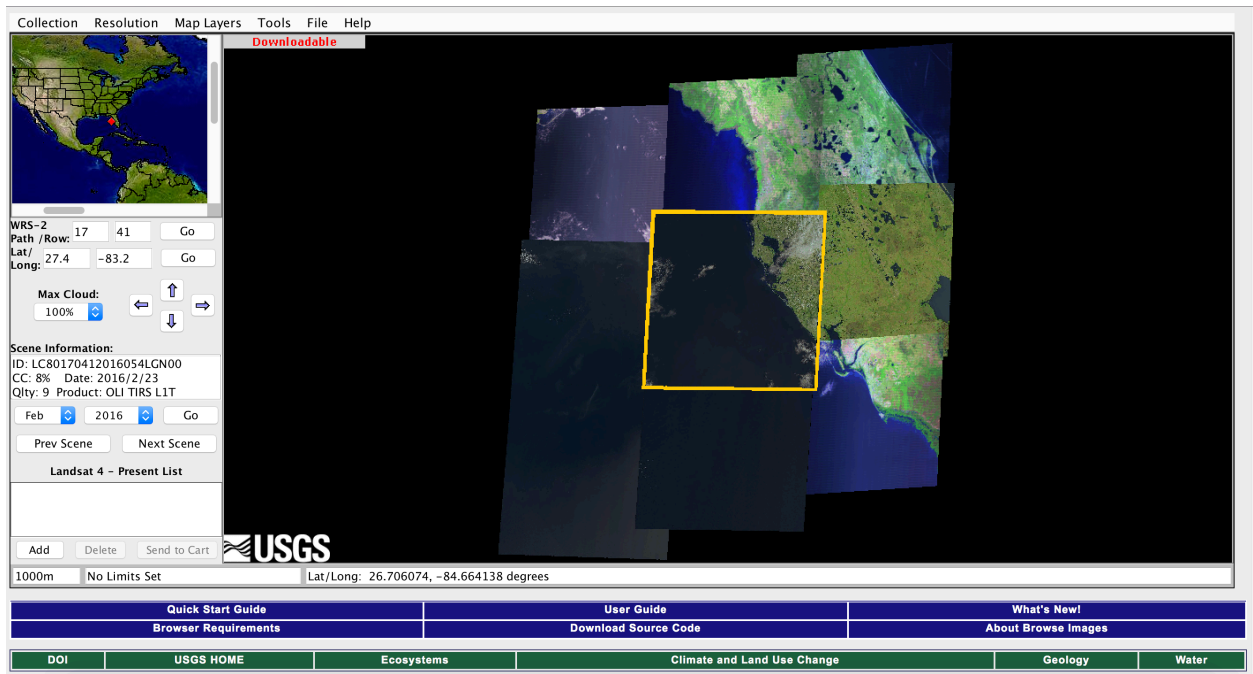 Collection Resolution Map Layers Tools File Help
Downloadable
WRS-2
Path /Row: 17 41 Go
Lat/
Long: 27.4 -83.2 Go
Max Cloud:
100%
Scene Information:
ID: LC80170412016054LGN00
CC: 8% Date: 2016/2/23
Qlty: 9 Product: OLI TIRS L1T
Feb 2016 Go
Prev Scene Next Scene
Landsat 4 - Present List
Add Delete Send to Cart
USGS
1000m No Limits Set Lat/Long: 26.706074, -84.664138 degrees
Quick Start Guide User Guide What's New!
Browser Requirements Download Source Code About Browse Images
DOI USGS HOME Ecosystems Climate and Land Use Change Geology Water